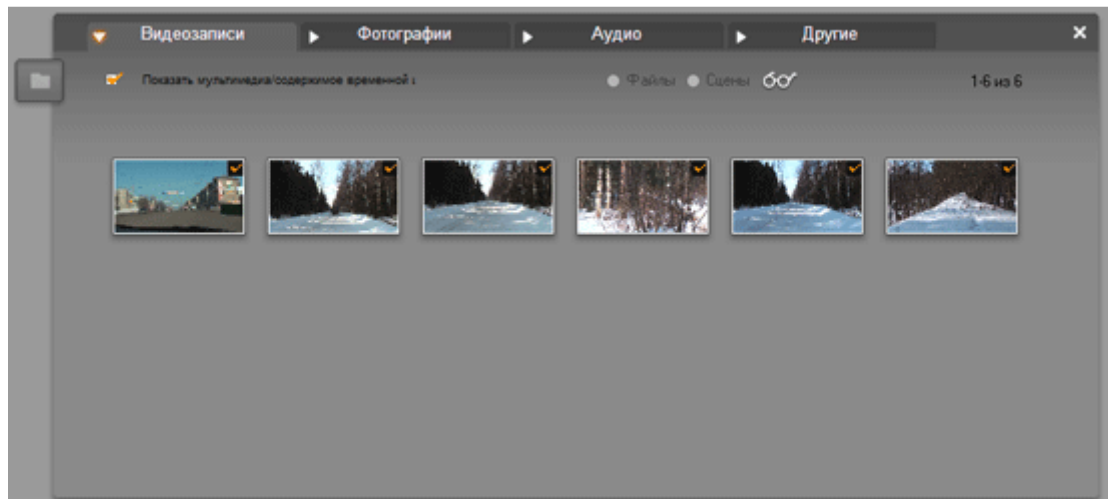 Видеозаписи Фотографии Аудио Другие
Показать мультимедиа/содержимое временной
Файлы Сцены 1-6 из 6